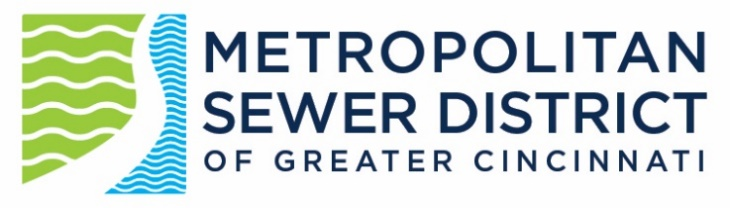 METROPOLITAN
SEWER DISTRICT
OF GREATER CINCINNATI